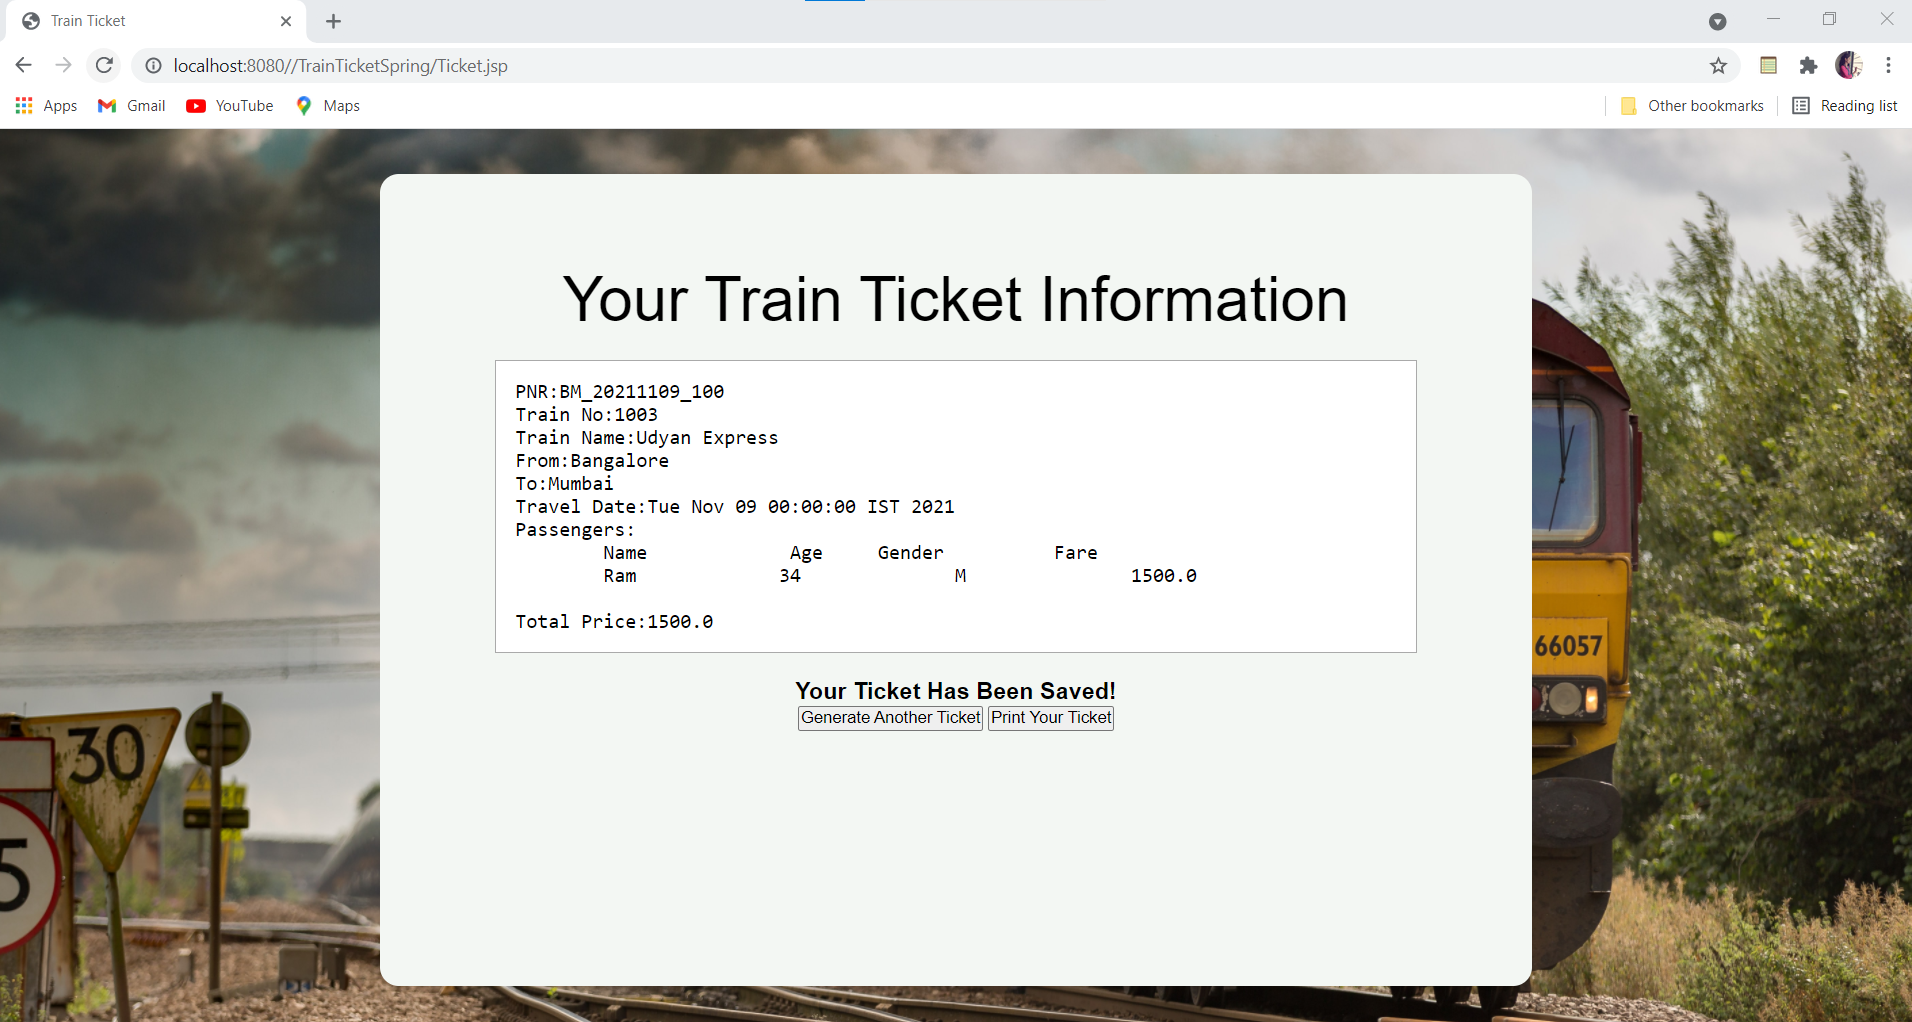 Train Ticket
localhost:8080//TrainTicketSpring/Ticket.jsp
Apps Gmail YouTube Maps Other bookmarks Reading list
Your Train Ticket Information
PNR:BM_20211109_100
Train No:1003
Train Name:Udyan Express
From:Bangalore
To:Mumbai
Travel Date:Tue Nov 09 00:00:00 IST 2021
Passengers:
Name Age Gender Fare
Ram 34 M 1500.0
Total Price:1500.0
Your Ticket Has Been Saved!
Generate Another Ticket Print Your Ticket
66057
30
5